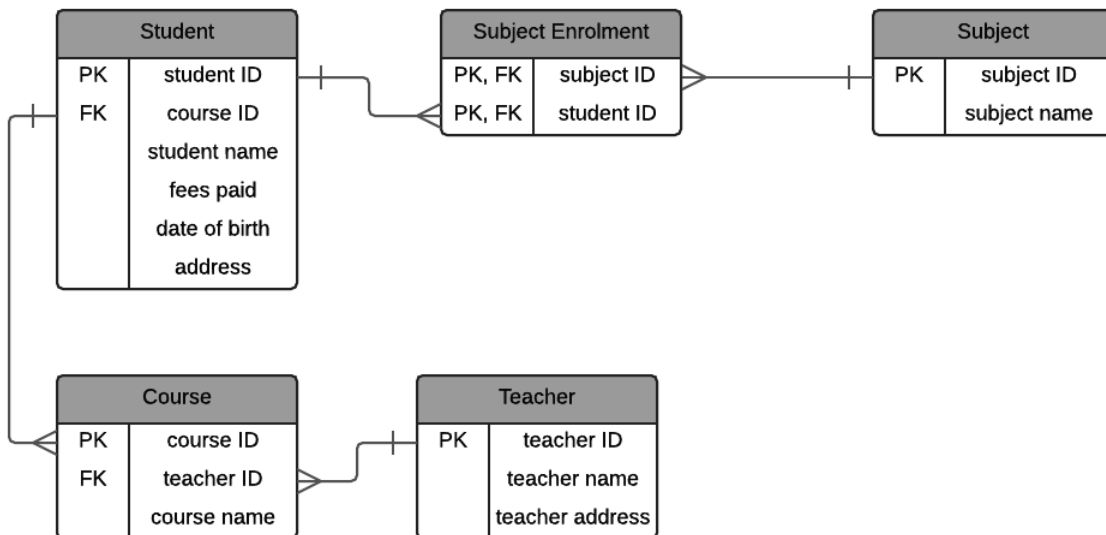 Student
PK student ID
FK course ID
student name
fees paid
date of birth
address
Subject Enrolment
PK, FK subject ID
PK, FK student ID
Subject
PK subject ID
subject name
Course
PK course ID
FK teacher ID
course name
Teacher
PK teacher ID
teacher name
teacher address